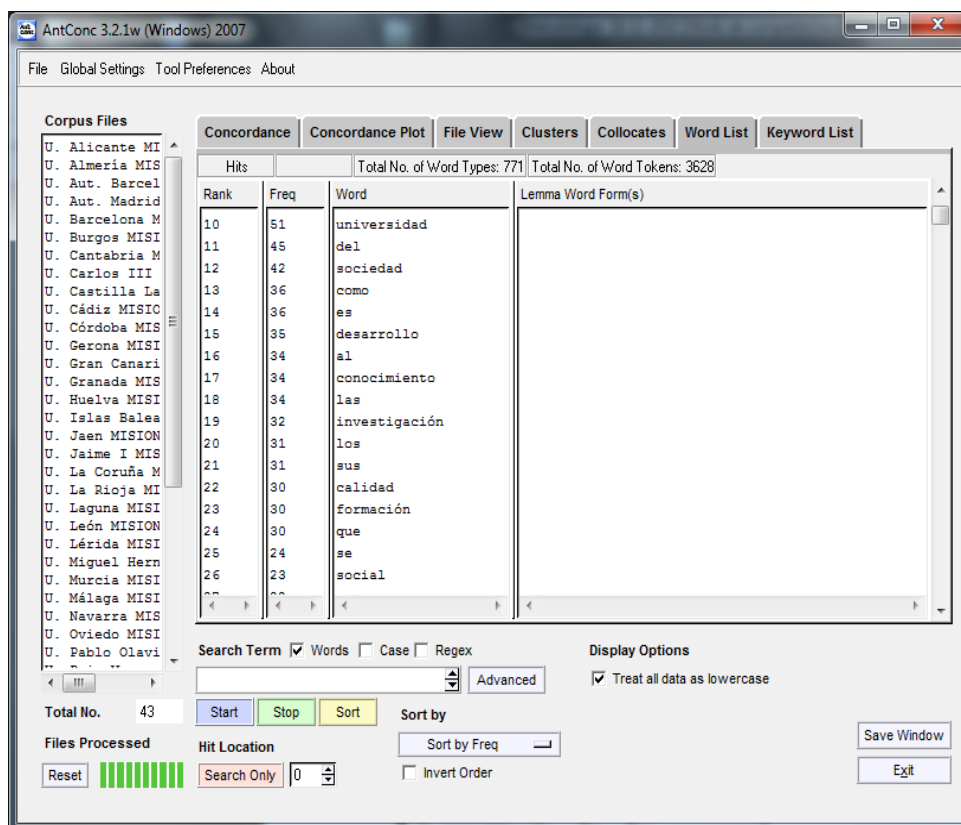 AntConc 3.2.1w (Windows) 2007
File Global Settings Tool Preferences About
Corpus Files
U. Alicante MI
U. Almería MIS
U. Aut. Barcel
U. Aut. Madrid
U. Barcelona M
U. Burgos MISI
U. Cantabria M
U. Carlos III
U. Castilla La
U. Cádiz MISIO
U. Córdoba MIS
U. Gerona MISI
U. Gran Canari
U. Granada MIS
U. Huelva MISI
U. Islas Balea
U. Jaen MISION
U. Jaime I MIS
U. La Coruña M
U. La Rioja MI
U. Laguna MISI
U. León MISION
U. Lérida MISI
U. Miguel Hern
U. Murcia MISI
U. Málaga MISI
U. Navarra MIS
U. Oviedo MISI
U. Pablo Olavi
Total No. 43
Files Processed
Reset
Concordance Concordance Plot File View Clusters Collocates Word List Keyword List
Hits Total No. of Word Types: 771 Total No. of Word Tokens: 3628
Rank Freq Word Lemma Word Form(s)
10 51 universidad
11 45 del
12 42 sociedad
13 36 como
14 36 es
15 35 desarrollo
16 34 al
17 34 conocimiento
18 34 las
19 32 investigación
20 31 los
21 31 sus
22 30 calidad
23 30 formación
24 30 que
25 24 se
26 23 social
Search Term Words Case Regex
Advanced
Start Stop Sort
Hit Location
Search Only 0
Sort by
Sort by Freq
Invert Order
Display Options
Treat all data as lowercase
Save Window
Exit